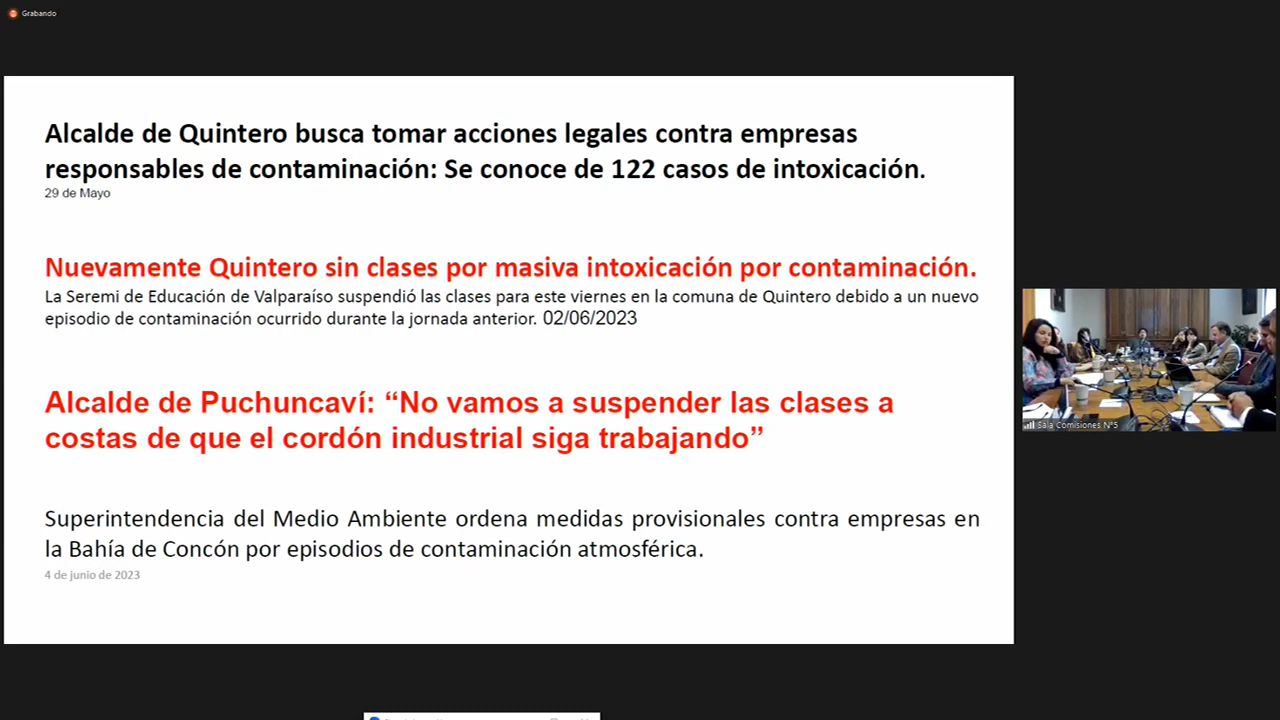 Grabando
Alcalde de Quintero busca tomar acciones legales contra empresas
responsables de contaminación: Se conoce de 122 casos de intoxicación.
29 de Mayo
Nuevamente Quintero sin clases por masiva intoxicación por contaminación.
La Seremi de Educación de Valparaíso suspendió las clases para este viernes en la comuna de Quintero debido a un nuevo
episodio de contaminación ocurrido durante la jornada anterior. 02/06/2023
Alcalde de Puchuncaví: “No vamos a suspender las clases a
costas de que el cordón industrial siga trabajando”
Superintendencia del Medio Ambiente ordena medidas provisionales contra empresas en
la Bahía de Concón por episodios de contaminación atmosférica.
4 de junio de 2023
Sala Comisiones N°5